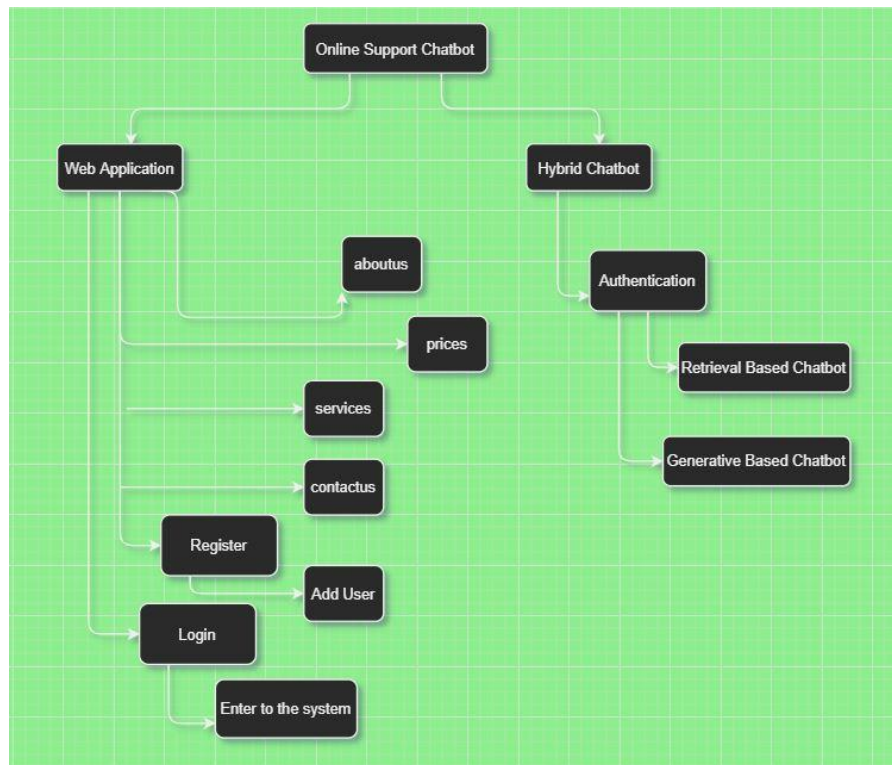 Online Support Chatbot
Web Application
Hybrid Chatbot
aboutus
Authentication
prices
Retrieval Based Chatbot
services
Generative Based Chatbot
contactus
Register
Add User
Login
Enter to the system